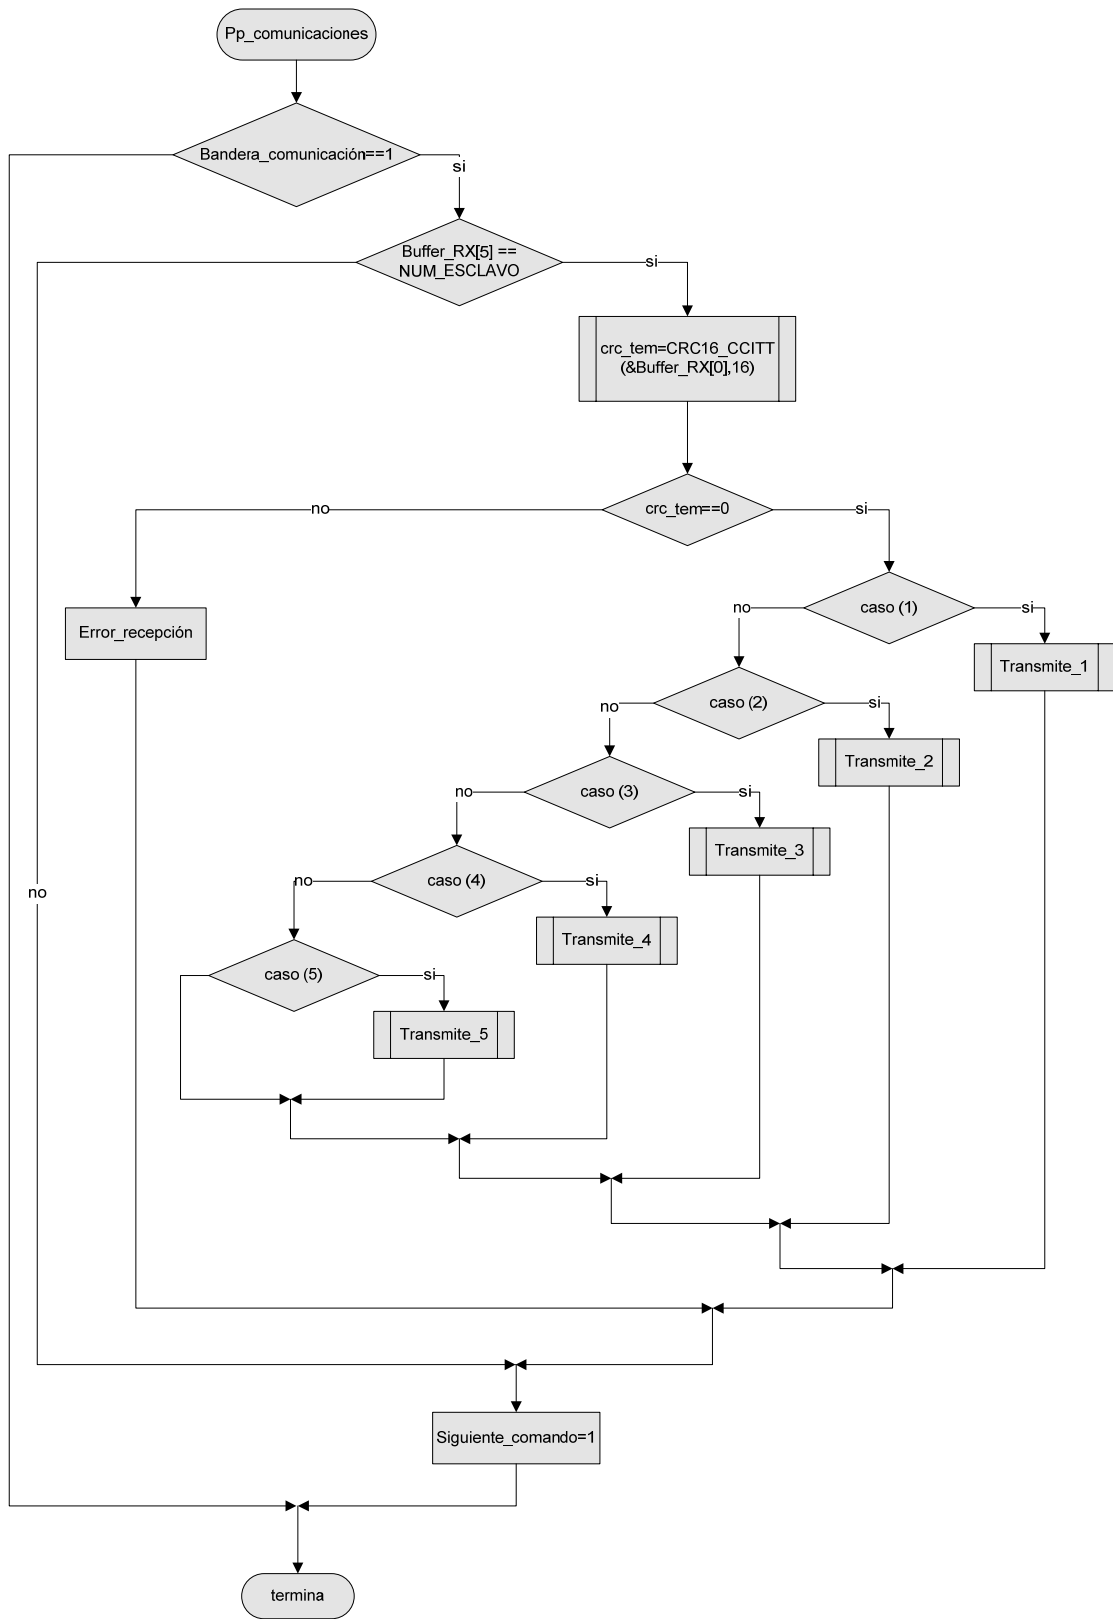 Pp_comunicaciones
Bandera_comunicación==1
si
Buffer_RX[5] ==
NUM_ESCLAVO
si
crc_tem=CRC16_CCITT
(&Buffer_RX[0],16)
no
crc_tem==0
si
caso (1)
no
si
Error_recepción
Transmite_1
caso (2)
no
si
Transmite_2
caso (3)
no
si
Transmite_3
caso (4)
no
si
no
Transmite_4
caso (5)
si
Transmite_5
Siguiente_comando=1
termina